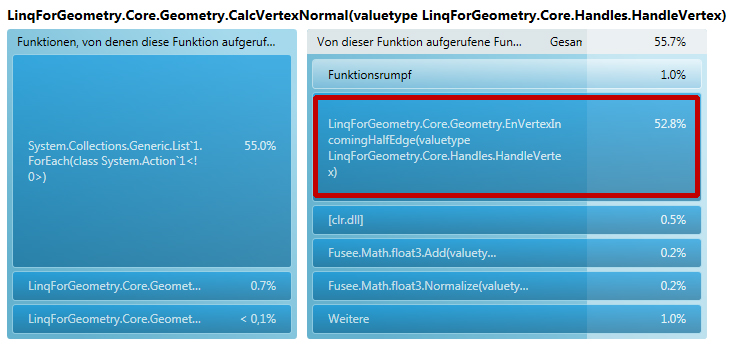 LinqForGeometry.Core.Geometry.CalcVertexNormal(valuetype LinqForGeometry.Core.Handles.HandleVertex)
Funktionen, von denen diese Funktion aufgeruf...
System.Collections.Generic.List`1.
ForEach(class System.Action`1<!
0>)
55.0%
LinqForGeometry.Core.Geomet... 0.7%
LinqForGeometry.Core.Geomet... < 0,1%
Von dieser Funktion aufgerufene Fun... Gesam 55.7%
Funktionsrumpf 1.0%
LinqForGeometry.Core.Geometry.EnVertexIn
comingHalfEdge(valuetype
LinqForGeometry.Core.Handles.HandleVerte
x)
52.8%
[clr.dll] 0.5%
Fusee.Math.float3.Add(valuety... 0.2%
Fusee.Math.float3.Normalize(valuety... 0.2%
Weitere 1.0%